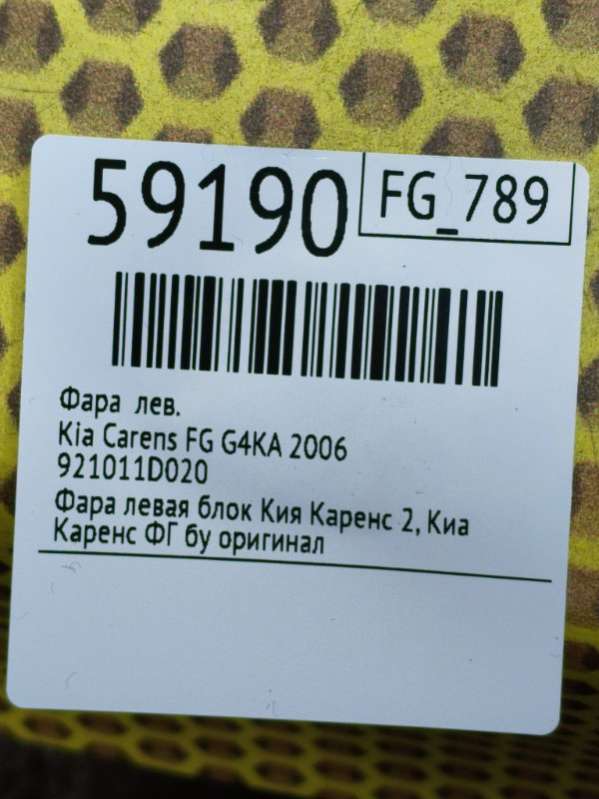 59190
FG_789
Фара лев.
Kia Carens FG G4KA 2006
921011D020
Фара левая блок Кия Каренс 2, Киа
Каренс ФГ бу оригинал